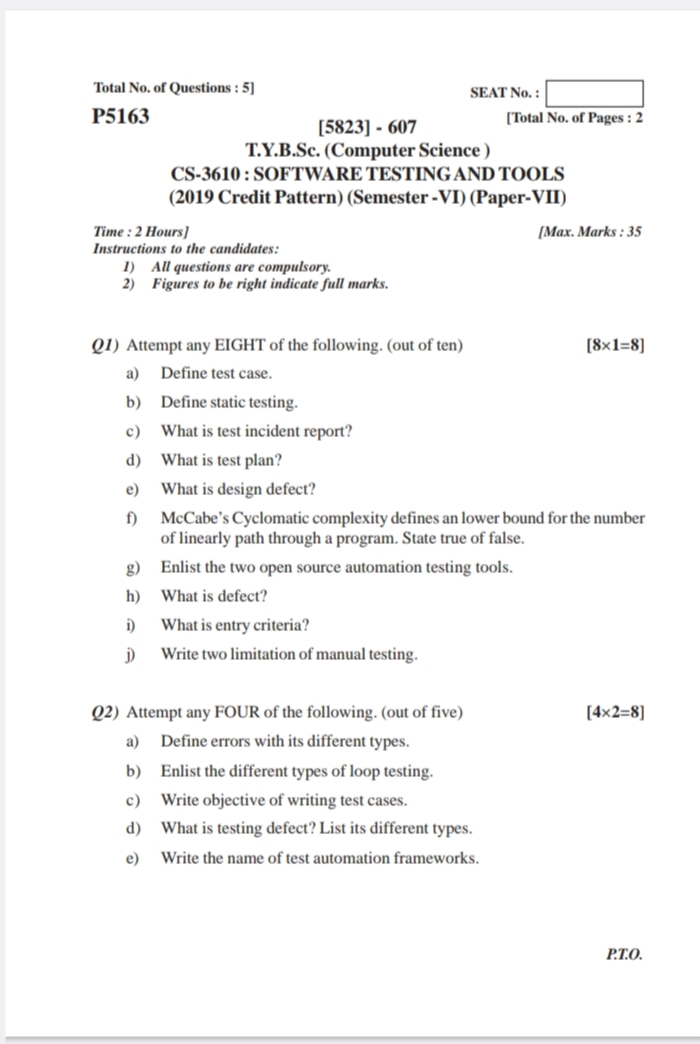 Total No. of Questions : 5]
SEAT No. :
P5163
[Total No. of Pages : 2
[5823] - 607
T.Y.B.Sc. (Computer Science )
CS-3610 : SOFTWARE TESTING AND TOOLS
(2019 Credit Pattern) (Semester -VI) (Paper-VII)
Time : 2 Hours]
[Max. Marks : 35
Instructions to the candidates:
1) All questions are compulsory.
2) Figures to be right indicate full marks.
Q1) Attempt any EIGHT of the following. (out of ten) [8×1=8]
a) Define test case.
b) Define static testing.
c) What is test incident report?
d) What is test plan?
e) What is design defect?
f) McCabe's Cyclomatic complexity defines an lower bound for the number
of linearly path through a program. State true of false.
g) Enlist the two open source automation testing tools.
h) What is defect?
i) What is entry criteria?
j) Write two limitation of manual testing.
Q2) Attempt any FOUR of the following. (out of five) [4×2=8]
a) Define errors with its different types.
b) Enlist the different types of loop testing.
c) Write objective of writing test cases.
d) What is testing defect? List its different types.
e) Write the name of test automation frameworks.
P.T.O.